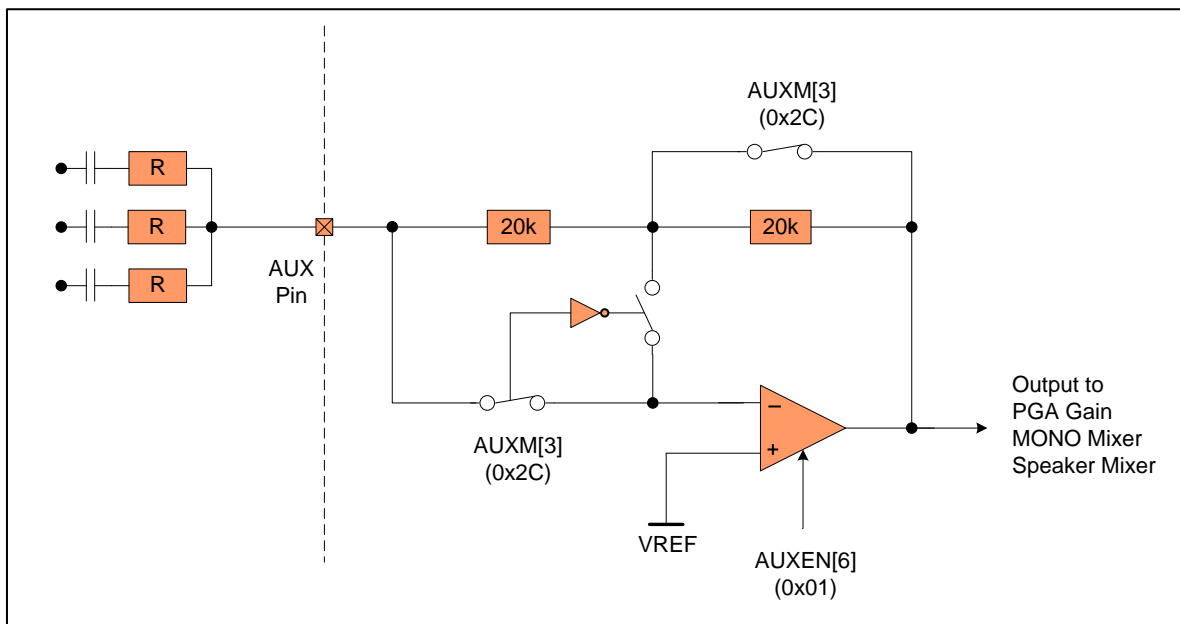 AUXM[3]
(0x2C)
R
R
R
20k
20k
AUX
Pin
AUXM[3]
(0x2C)
−
+
VREF
AUXEN[6]
(0x01)
Output to
PGA Gain
MONO Mixer
Speaker Mixer